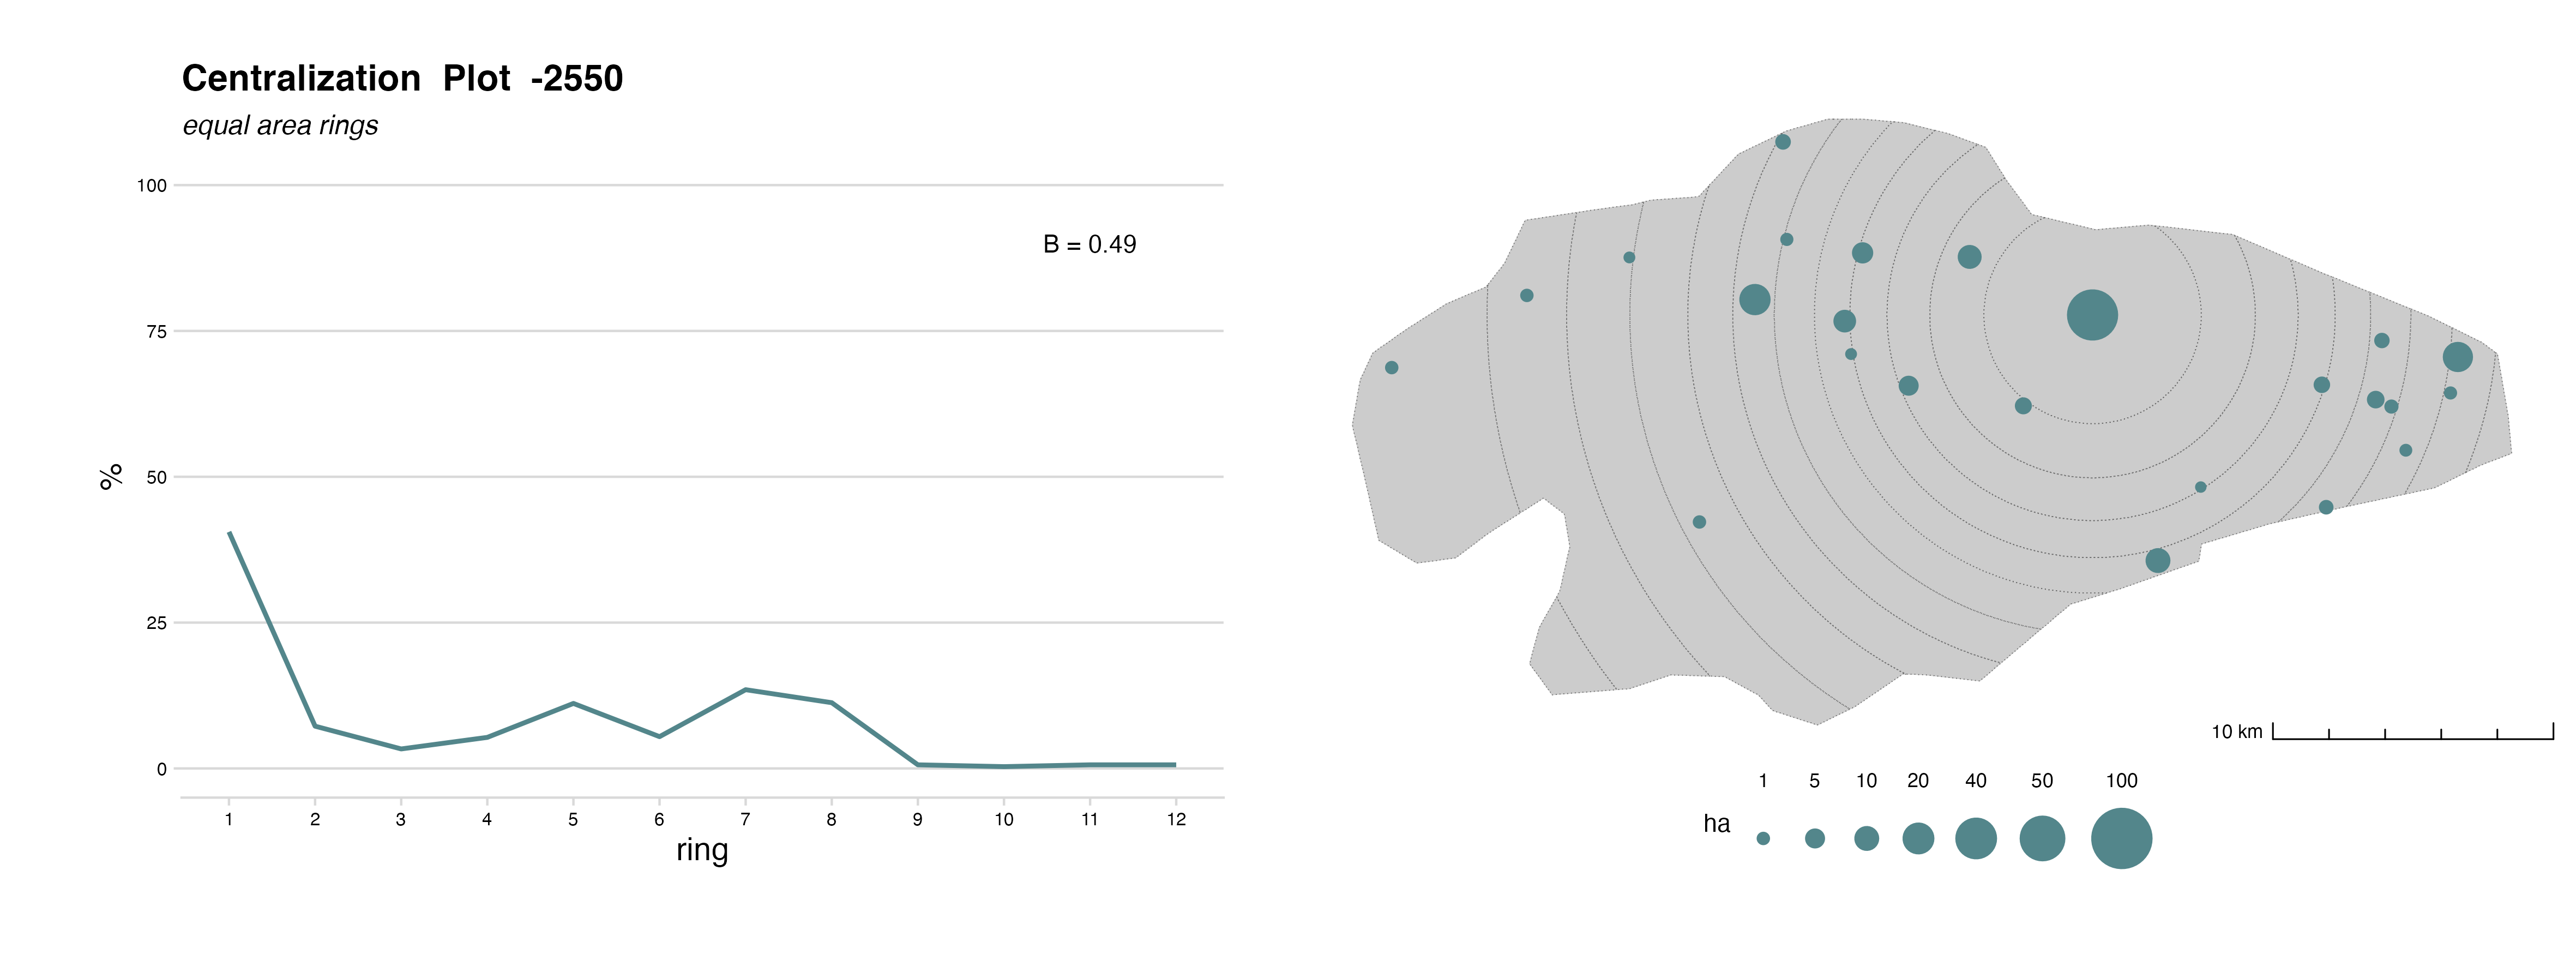 Centralization Plot -2550
equal area rings
100
B = 0.49
75
%
50
25
0
1 2 3 4 5 6 7 8 9 10 11 12
ring
10 km
1 5 10 20 40 50 100
ha